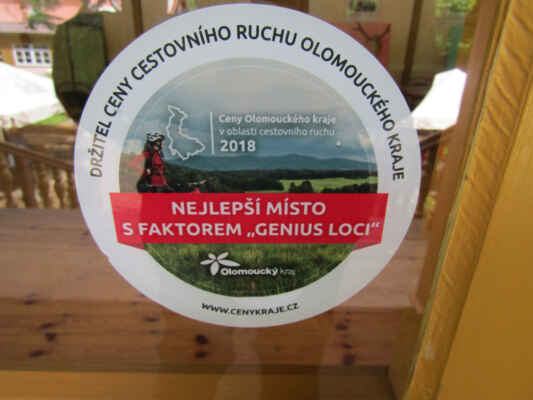 DRŽITEL CENY CESTOVNÍHO RUCHU OLOMOUCKÉHO KRAJE
Ceny Olomouckého kraje
v oblasti cestovního ruchu
2018
NEJLEPŠÍ MÍSTO
S FAKTOREM „GENIUS LOCI“
Olomoucký kraj
WWW.CENYKRAJE.CZ